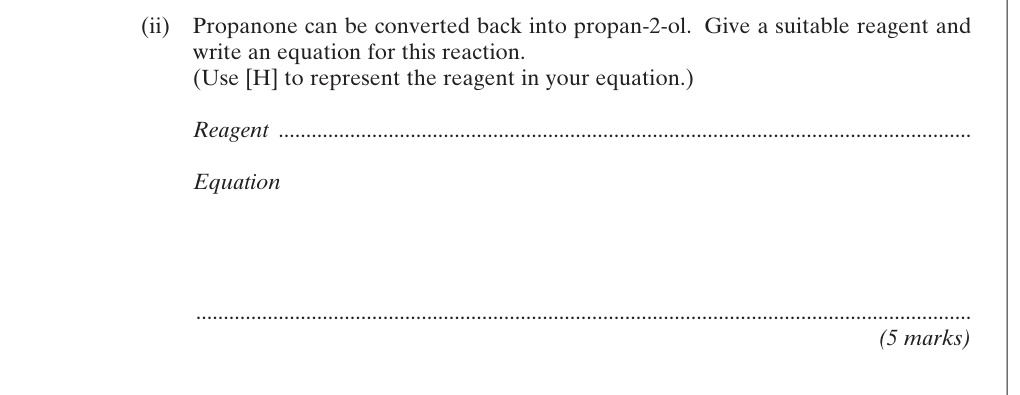 (ii) Propanone can be converted back into propan-2-ol. Give a suitable reagent and
write an equation for this reaction.
(Use [H] to represent the reagent in your equation.)
Reagent ..............................................................................................................................
Equation
.............................................................................................................................................
(5 marks)